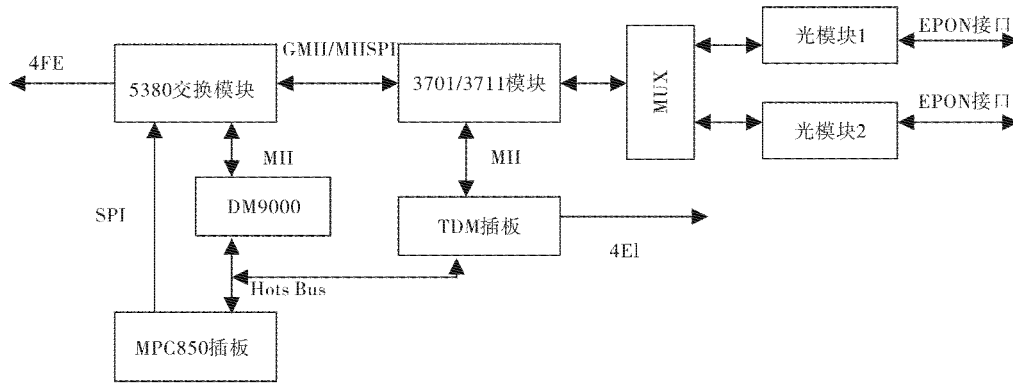 光模块1
EPON接口
4FE
5380交换模块
GMII/MIISPI
3701/3711模块
MUX
光模块2
EPON接口
MII
MII
SPI
DM9000
TDM插板
4E1
Hots Bus
MPC850插板